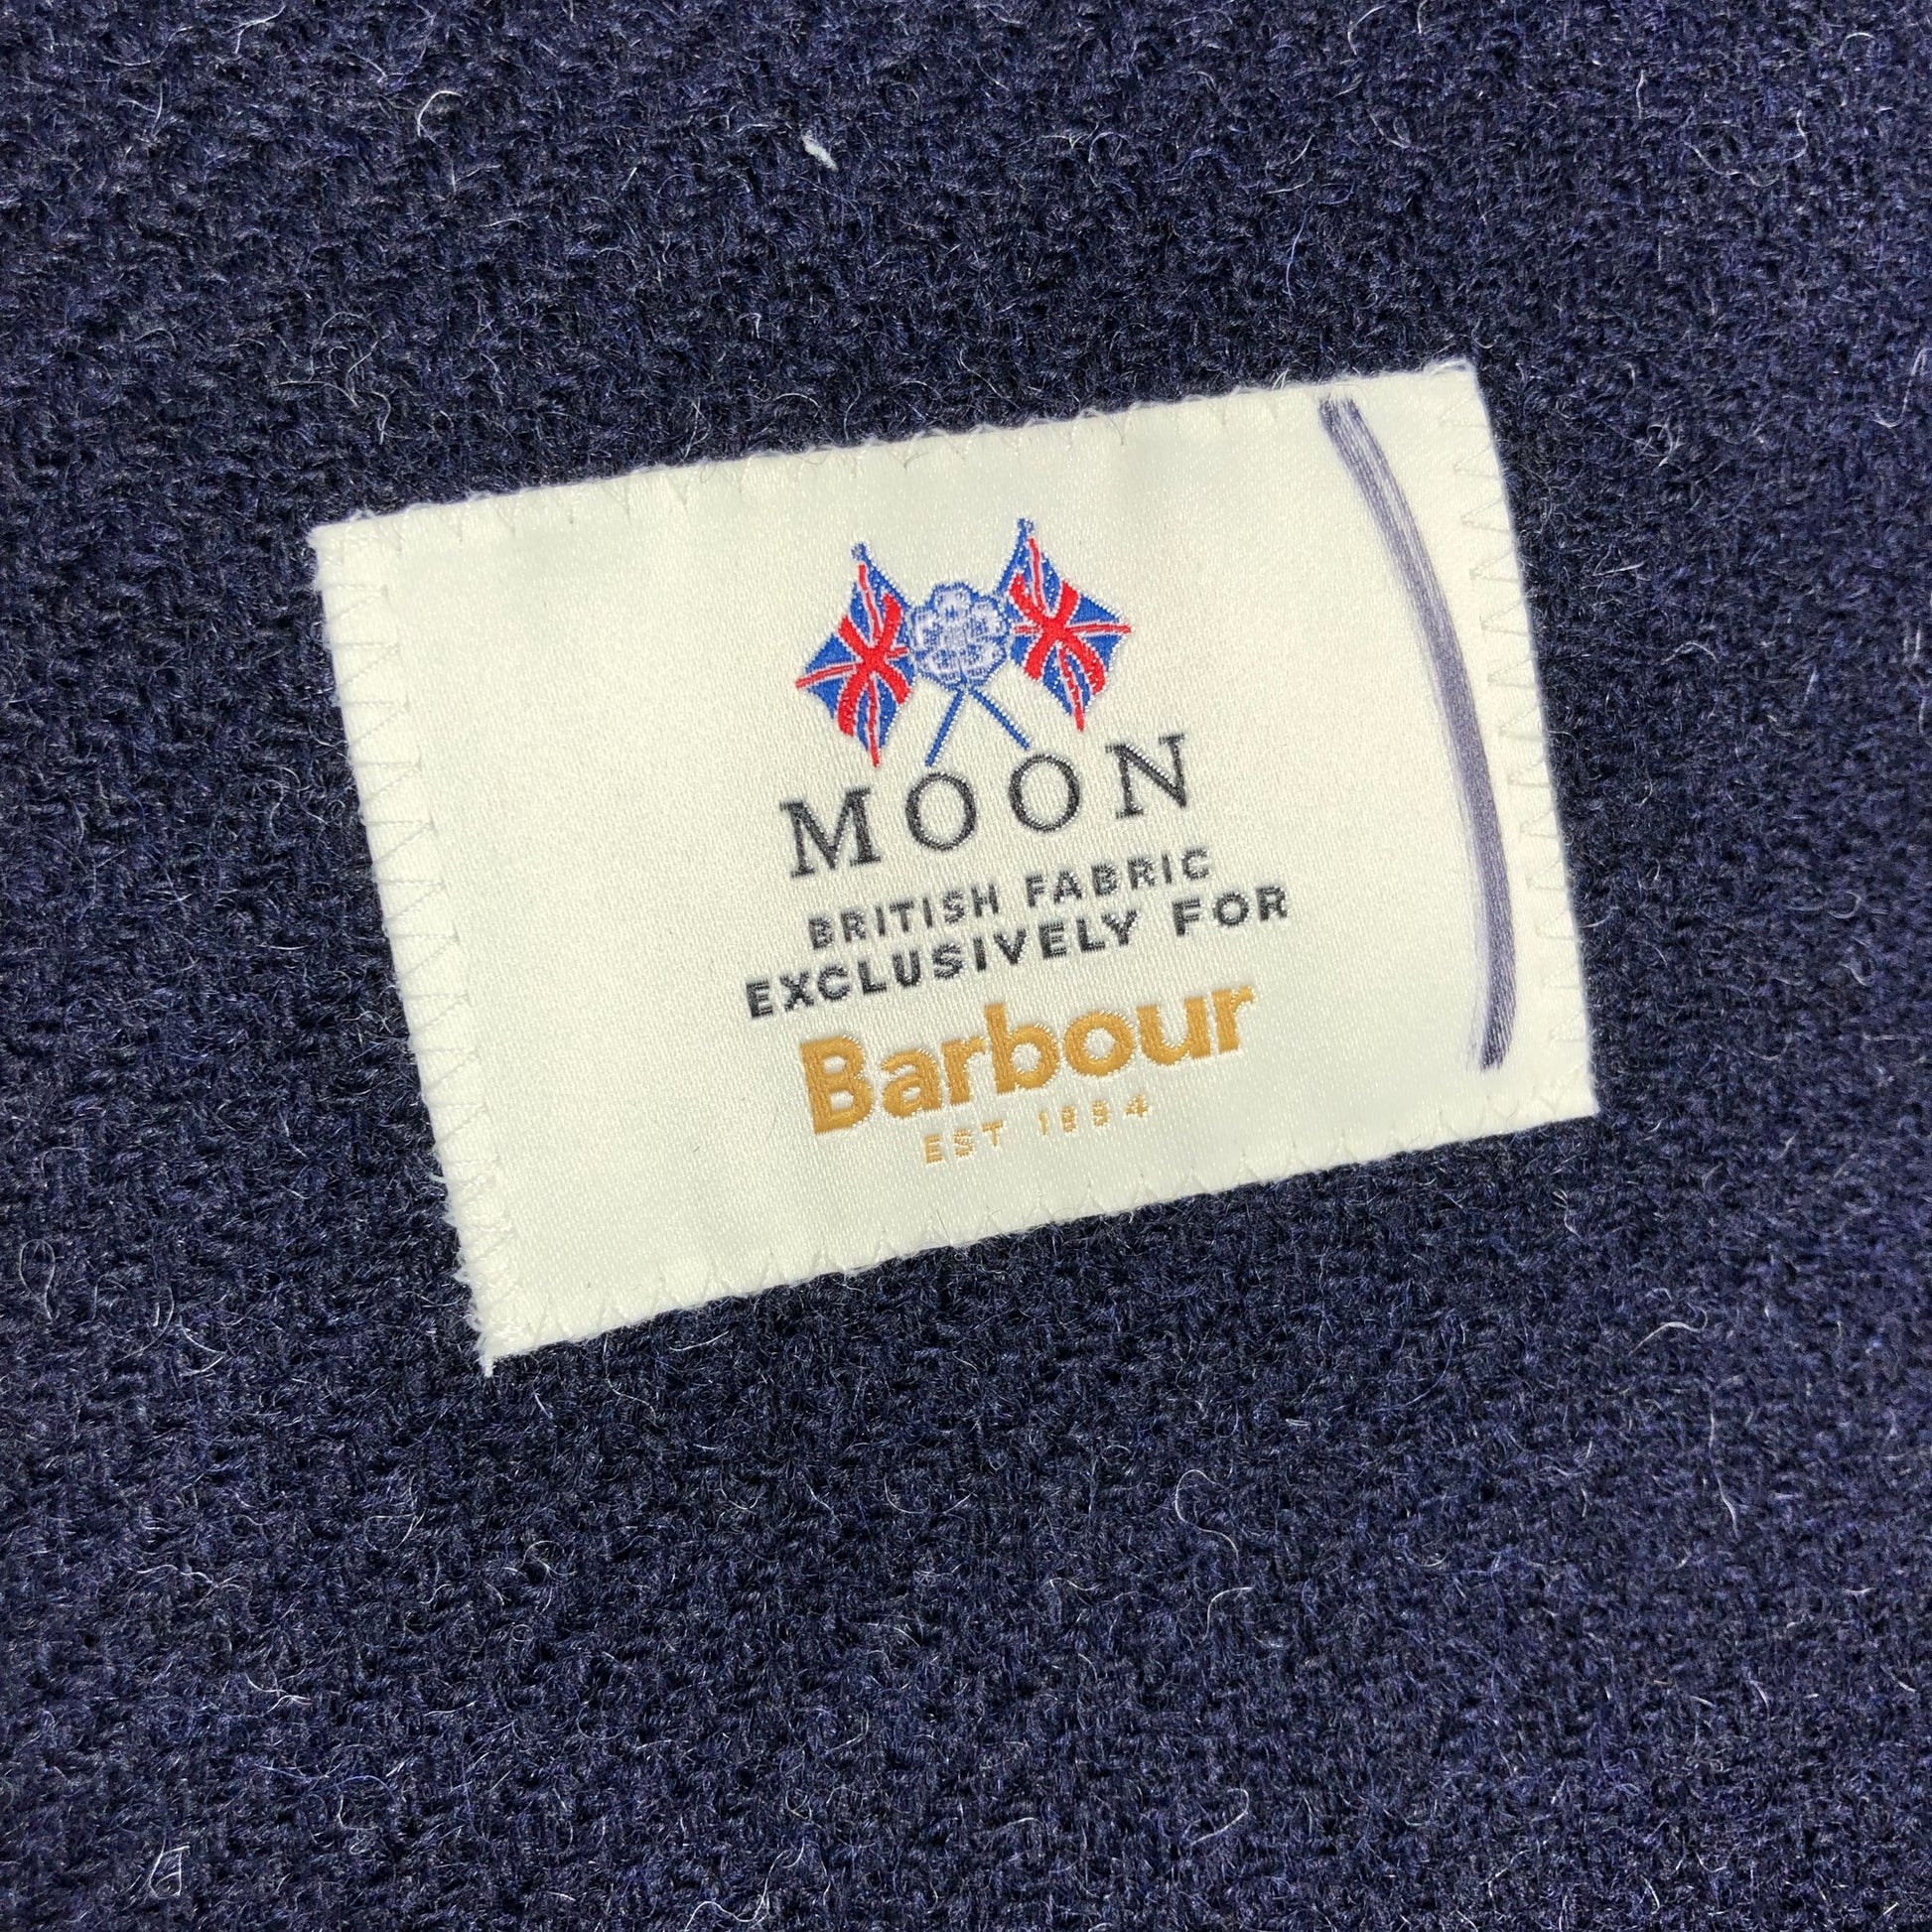 MOON
BRITISH FABRIC
EXCLUSIVELY FOR
Barbour
EST 1894